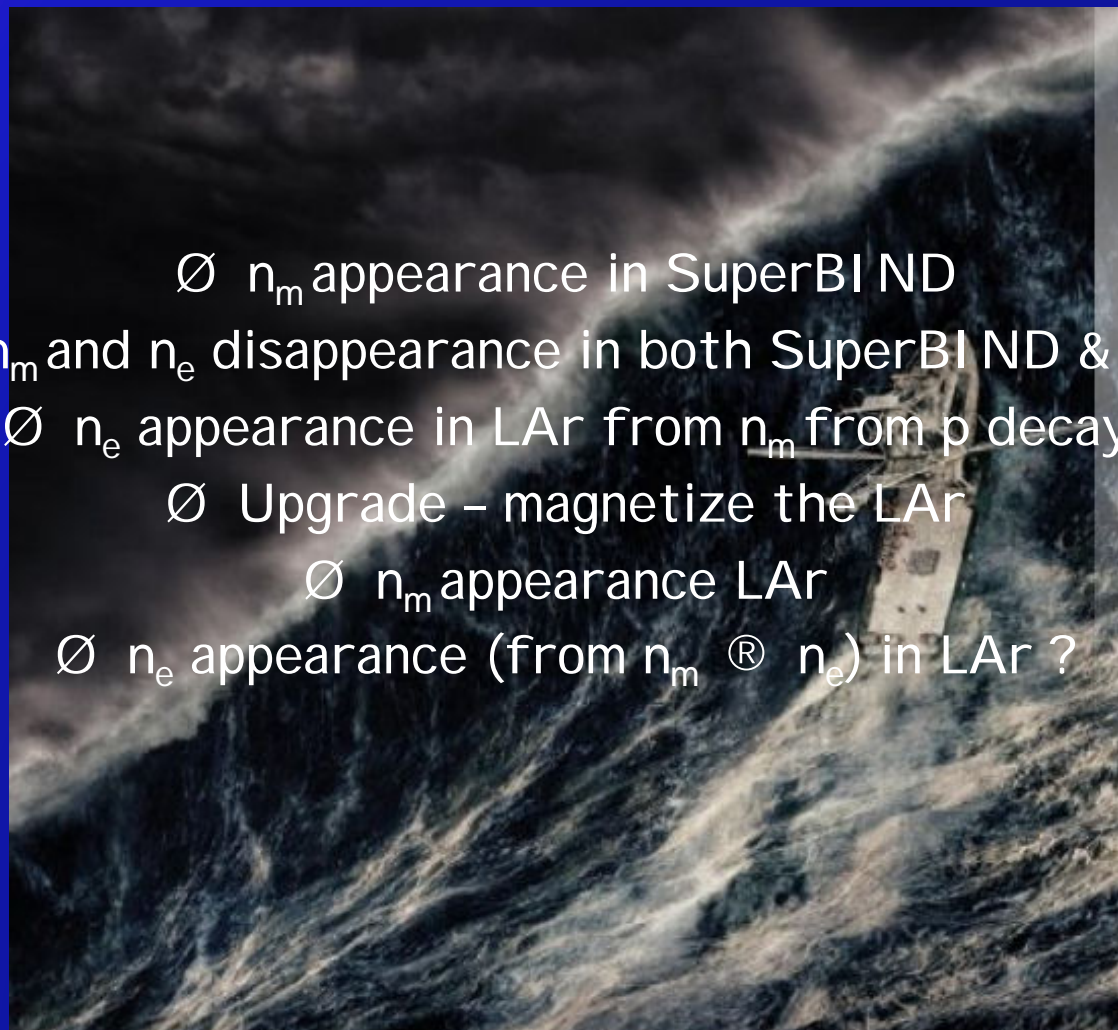 Ø n_m appearance in SuperBIND
n_m and n_e disappearance in both SuperBIND &
Ø n_e appearance in LAr from n_m from p decay
Ø Upgrade – magnetize the LAr
Ø n_m appearance LAr
Ø n_e appearance (from n_m ® n_e) in LAr ?